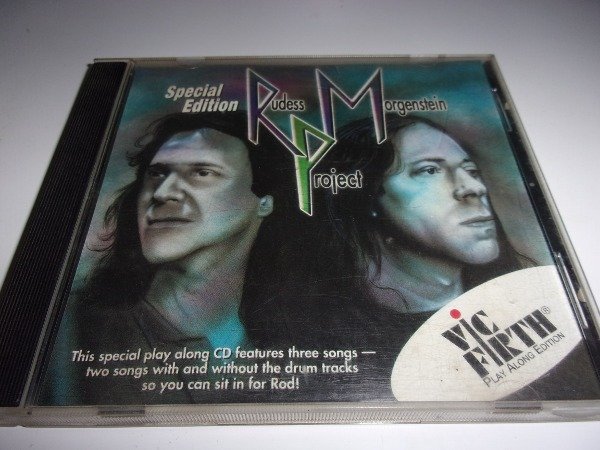 Special
Edition
Rudess Morgenstein
Project
This special play along CD features three songs —
two songs with and without the drum tracks
so you can sit in for Rod!
VIC
FIRTH®
PLAY ALONG EDITION